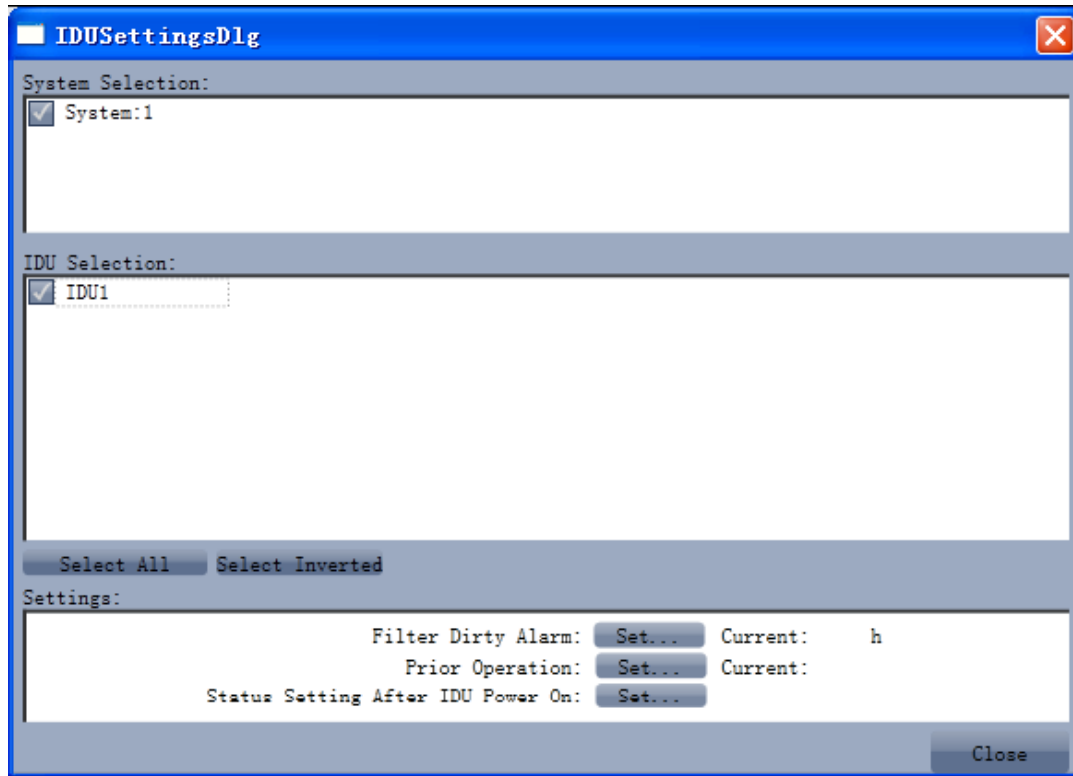 IDUSettingsDlg
System Selection:
System:1
IDU Selection:
IDU1
Select All Select Inverted
Settings:
Filter Dirty Alarm: Set... Current: h
Prior Operation: Set... Current:
Status Setting After IDU Power On: Set...
Close